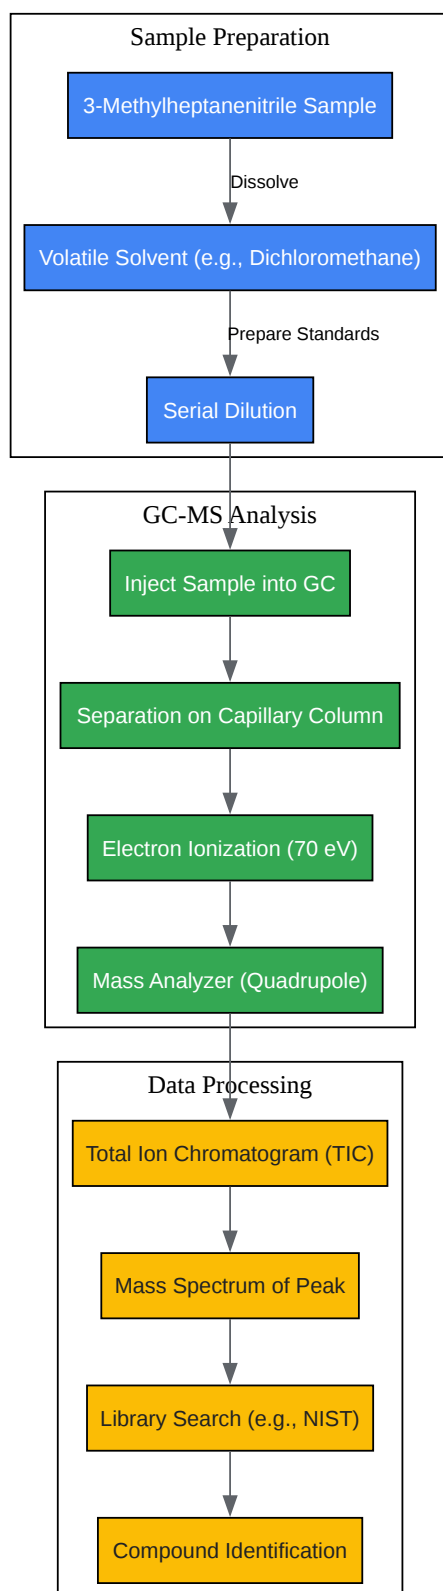 Sample Preparation
3-Methylheptanenitrile Sample
Dissolve
Volatile Solvent (e.g., Dichloromethane)
Prepare Standards
Serial Dilution
GC-MS Analysis
Inject Sample into GC
Separation on Capillary Column
Electron Ionization (70 eV)
Mass Analyzer (Quadrupole)
Data Processing
Total Ion Chromatogram (TIC)
Mass Spectrum of Peak
Library Search (e.g., NIST)
Compound Identification